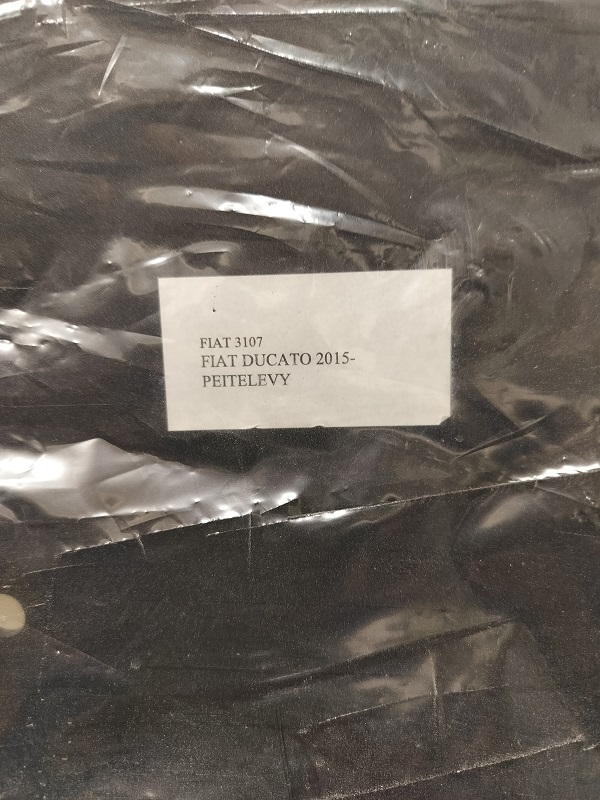 FIAT 3107
FIAT DUCATO 2015-
PEITELEVY